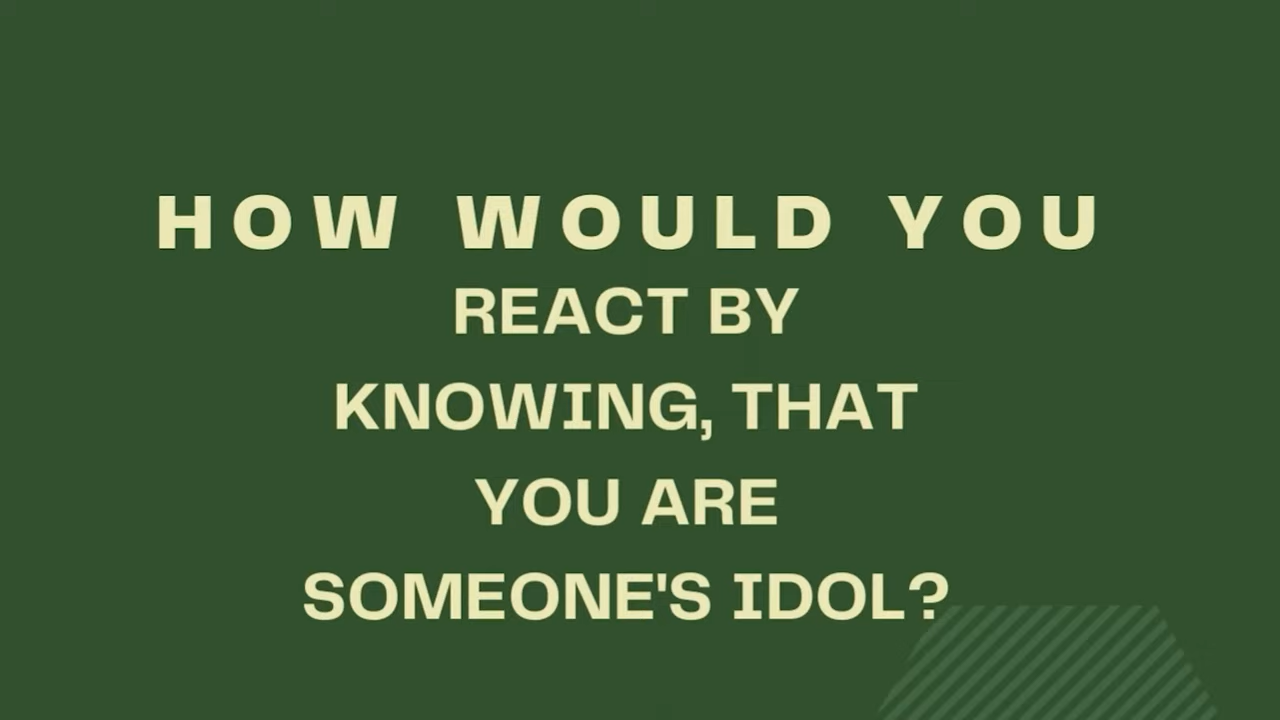 HOW WOULD YOU
REACT BY
KNOWING, THAT
YOU ARE
SOMEONE'S IDOL?